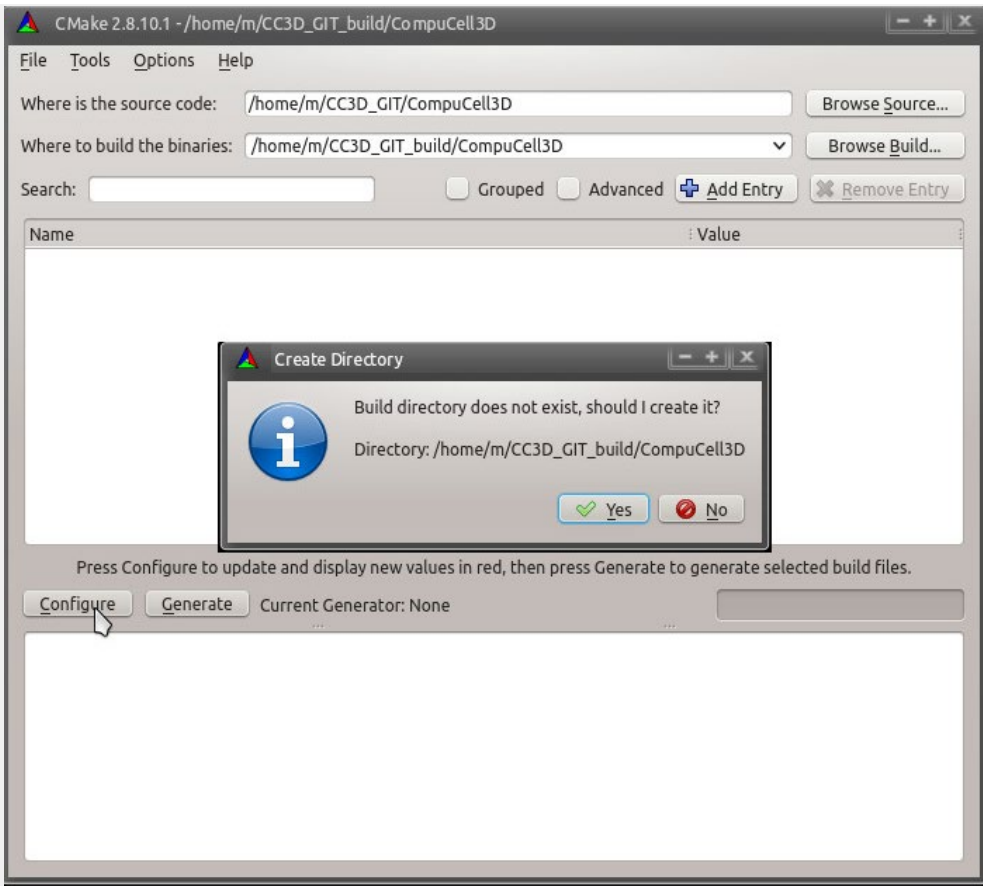 CMake 2.8.10.1 - /home/m/CC3D_GIT_build/CompuCell3D
File Tools Options Help
Where is the source code: /home/m/CC3D_GIT/CompuCell3D Browse Source...
Where to build the binaries: /home/m/CC3D_GIT_build/CompuCell3D Browse Build...
Search: Grouped Advanced Add Entry Remove Entry
Name Value
Create Directory
Build directory does not exist, should I create it?
Directory: /home/m/CC3D_GIT_build/CompuCell3D
Yes No
Press Configure to update and display new values in red, then press Generate to generate selected build files.
Configure Generate Current Generator: None